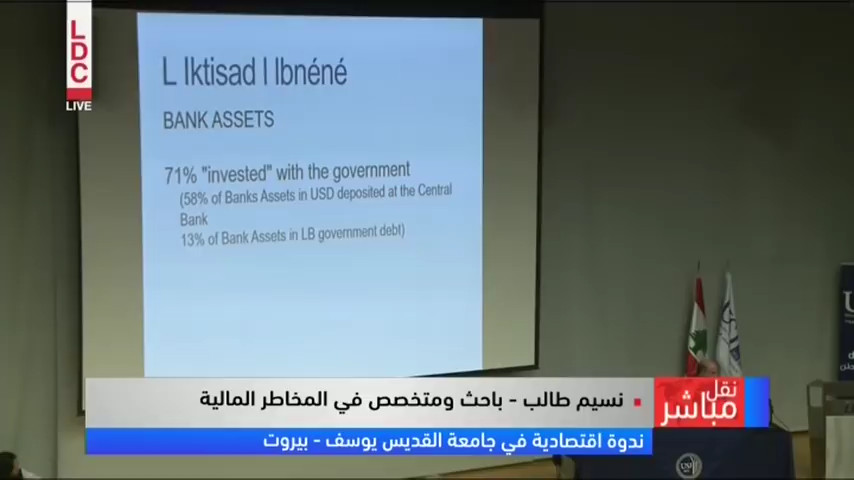 LDC
LIVE
L Iktisad l Ibnéné
BANK ASSETS
71% "invested" with the government
(58% of Banks Assets in USD deposited at the Central
Bank
13% of Bank Assets in LB government debt)
نقل
مباشر
نسيم طالب - باحث ومتخصص في المخاطر المالية
ندوة اقتصادية في جامعة القديس يوسف - بيروت